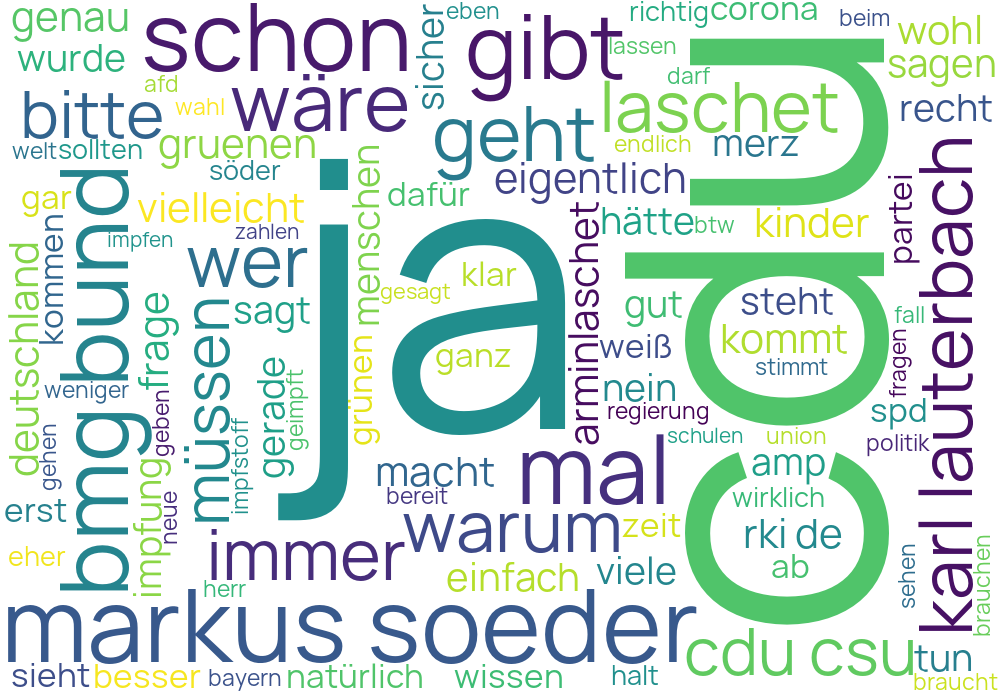 genau
schon
gibt
sicher
eben
richtig
corona
beim
wohl
wurde
afd
wahl
wäre
lassen
darf
sagen
bitte
laschet
recht
welt
sollten
gruenen
geht
endlich
merz
söder
eigentlich
cdu
gar
vielleicht
menschen
dafür
hätte
btw
kinder
partei
impfen
zahlen
bmg bund
kommen
deutschland
wer
ja
klar
gesagt
sagt
frage
müssen
arminlaschet
gut
steht
kommt
fall
stimmt
weiß
ganz
grünen
gerade
geimpft
weniger
nein
regierung
fragen
karl lauterbach
spd
geben
gehen
impfstoff
schulen
union
politik
macht
mal
amp
bereit
wirklich
impfung
neue
erst
warum
zeit
rki de
immer
eher
einfach
viele
ab
sehen
brauchen
herr
markus soeder
cdu csu
tun
sieht
besser
bayern
natürlich
wissen
halt
braucht